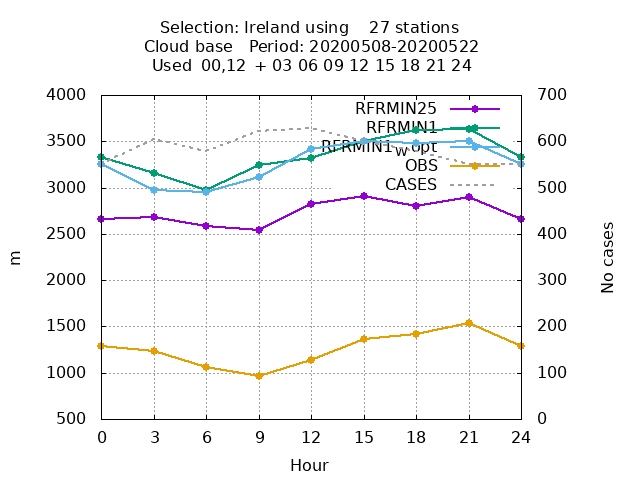 Selection: Ireland using    27 stations
Cloud base   Period: 20200508-20200522
Used  00,12  + 03 06 09 12 15 18 21 24
4000
3500
3000
2500
2000
1500
1000
500
700
600
500
400
300
200
100
0
RFRMIN25
RFRMIN1
RFRMIN1_wopt
OBS
CASES
m
No cases
0 3 6 9 12 15 18 21 24
Hour